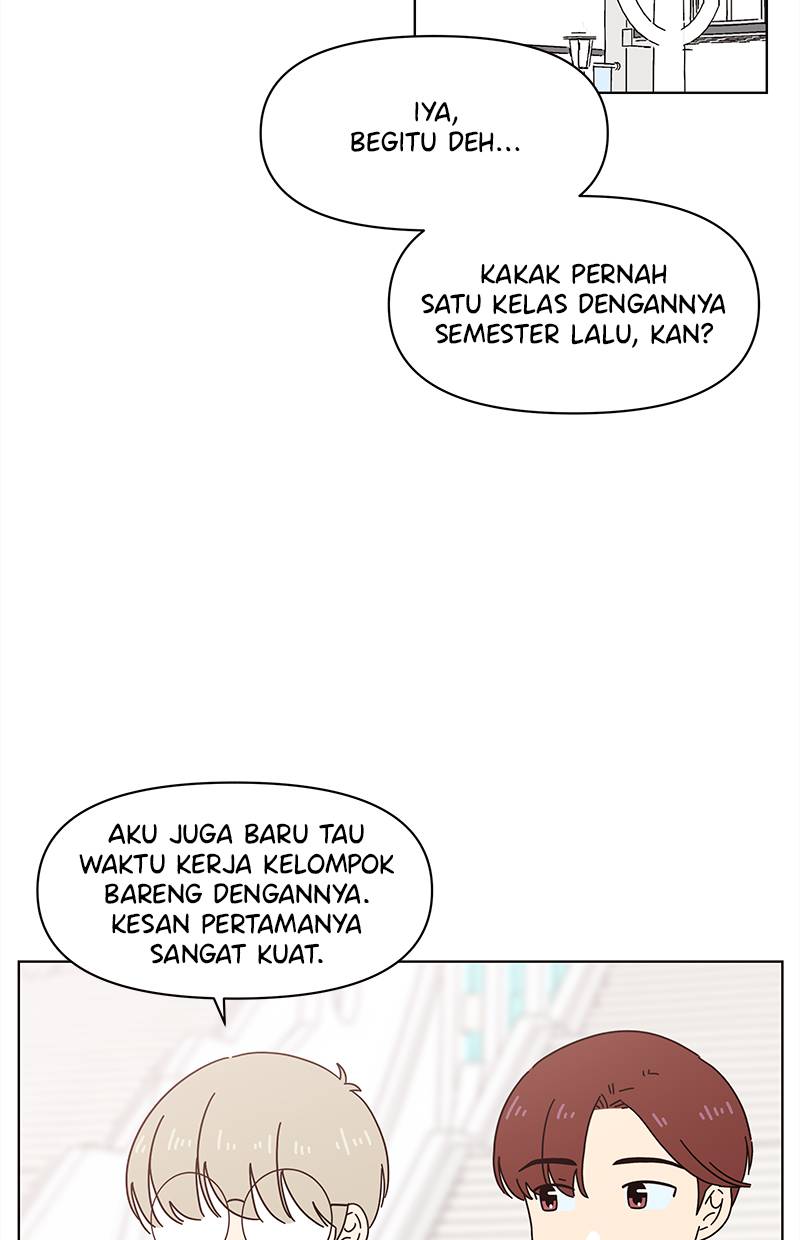 IYA,
BEGITU DEH...
KAKAK PERNAH
SATU KELAS DENGANNYA
SEMESTER LALU, KAN?
AKU JUGA BARU TAU
WAKTU KERJA KELOMPOK
BARENG DENGANNYA.
KESAN PERTAMANYA
SANGAT KUAT.